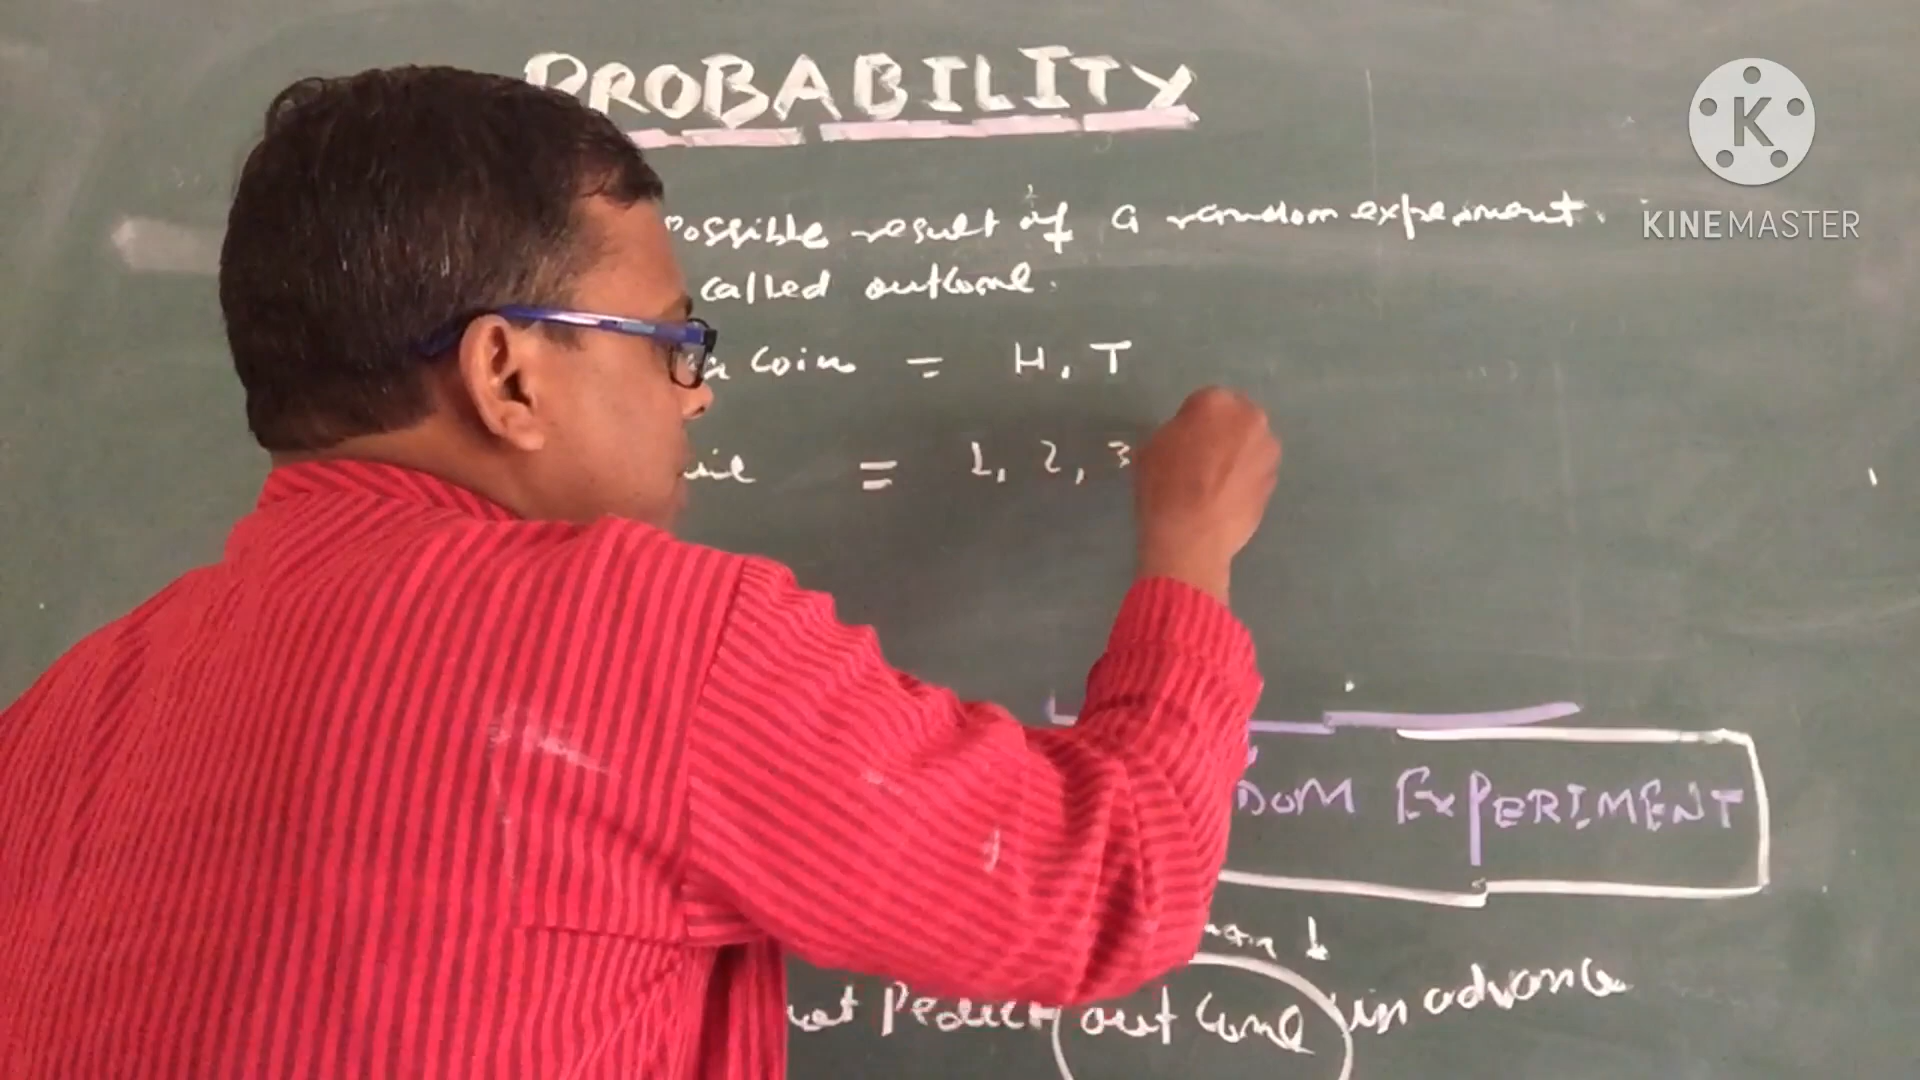 PROBABILITY
K
KINEMASTER
Possible result of a random experiment.
called outcome.
coin = H, T
= 1, 2, 3
DOM EXPERIMENT
out come in advance